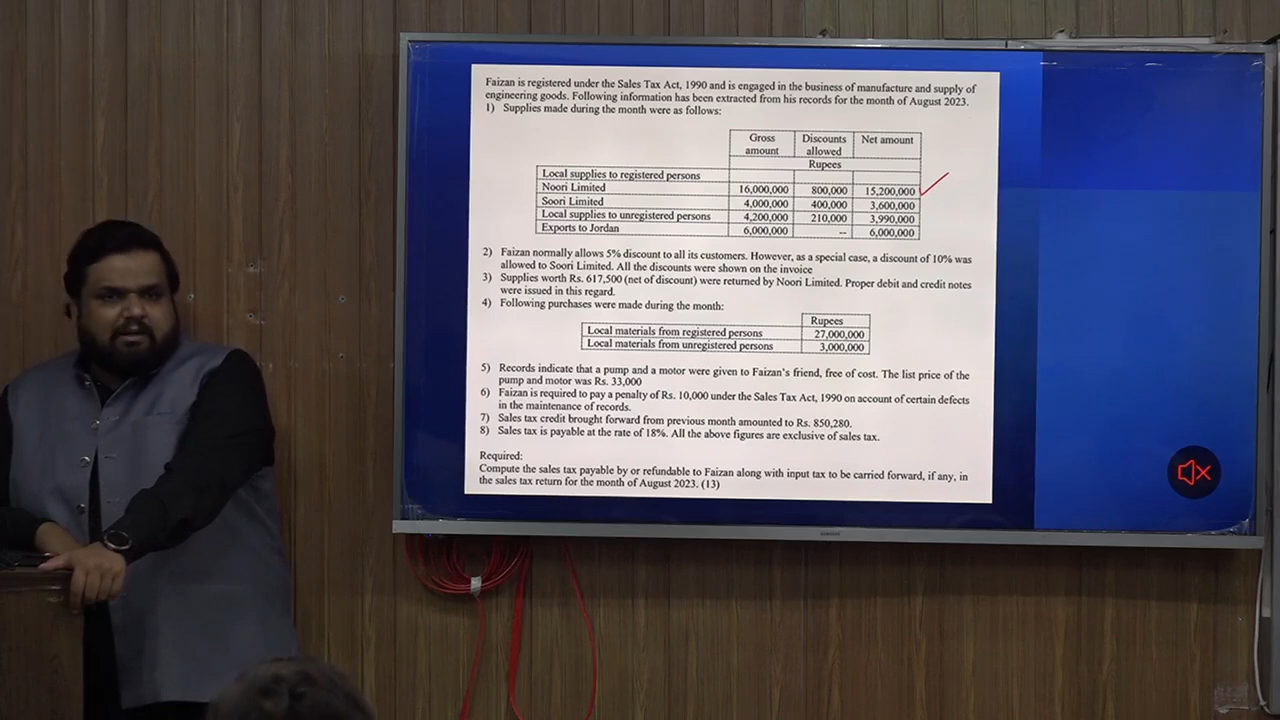 Faizan is registered under the Sales Tax Act, 1990 and is engaged in the business of manufacture and supply of
engineering goods. Following information has been extracted from his records for the month of August 2023.
1) Supplies made during the month were as follows:
Gross amount Discounts allowed Net amount
Rupees
Local supplies to registered persons
Noori Limited 16,000,000 800,000 15,200,000
Soori Limited 4,000,000 400,000 3,600,000
Local supplies to unregistered persons 4,200,000 210,000 3,990,000
Exports to Jordan 6,000,000 -- 6,000,000
2) Faizan normally allows 5% discount to all its customers. However, as a special case, a discount of 10% was
allowed to Soori Limited. All the discounts were shown on the invoice
3) Supplies worth Rs. 617,500 (net of discount) were returned by Noori Limited. Proper debit and credit notes
were issued in this regard.
4) Following purchases were made during the month:
Rupees
Local materials from registered persons 27,000,000
Local materials from unregistered persons 3,000,000
5) Records indicate that a pump and a motor were given to Faizan's friend, free of cost. The list price of the
pump and motor was Rs. 33,000
6) Faizan is required to pay a penalty of Rs. 10,000 under the Sales Tax Act, 1990 on account of certain defects
in the maintenance of records.
7) Sales tax credit brought forward from previous month amounted to Rs. 850,280.
8) Sales tax is payable at the rate of 18%. All the above figures are exclusive of sales tax.
Required:
Compute the sales tax payable by or refundable to Faizan along with input tax to be carried forward, if any, in
the sales tax return for the month of August 2023. (13)